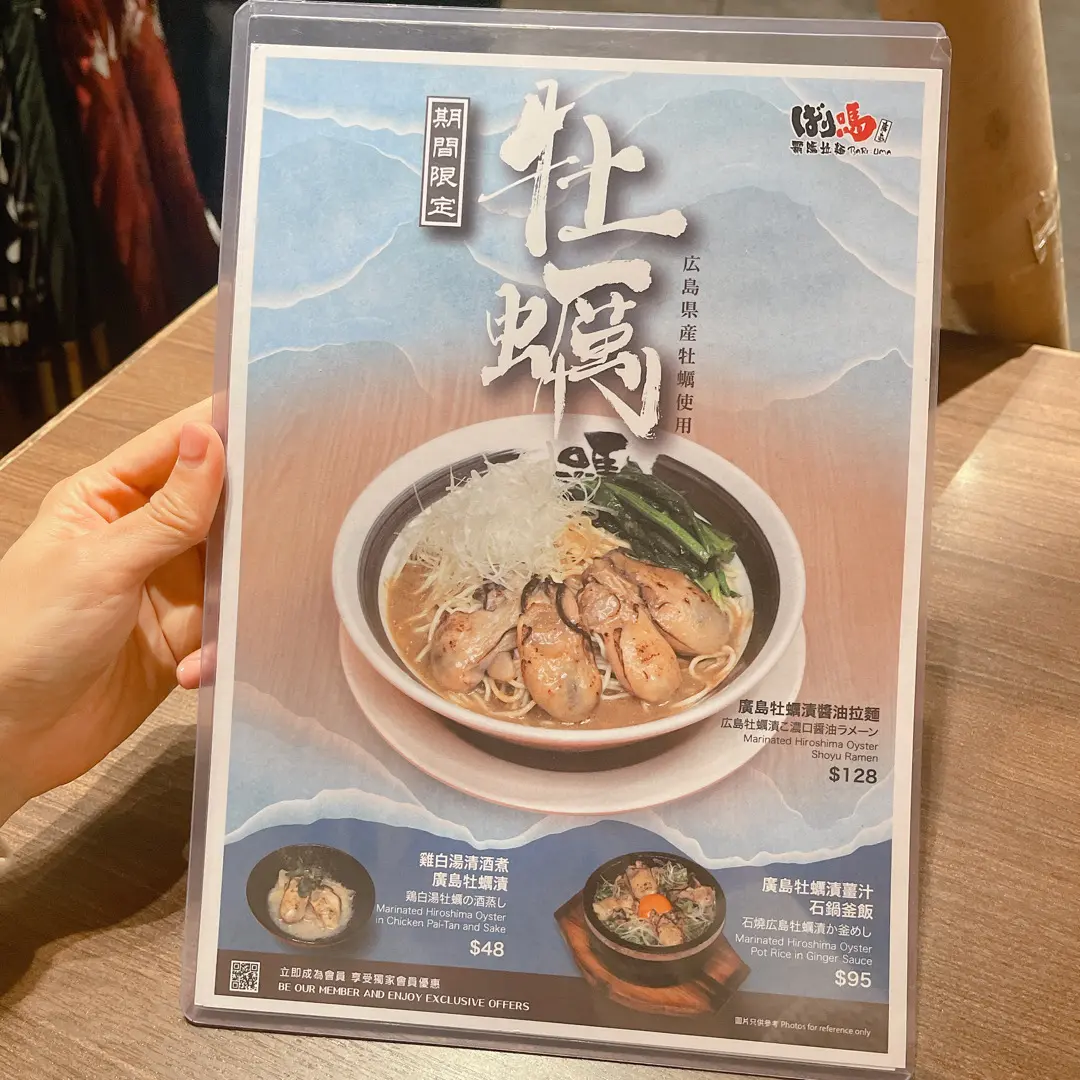 期間限定
牡蠣
広島県産牡蠣使用
ばり馬
霸嗎拉麵 BARI-UMA
廣島牡蠣漬醬油拉麵
広島牡蠣漬こ濃口醤油ラメーン
Marinated Hiroshima Oyster
Shoyu Ramen
$128
雞白湯清酒煮
廣島牡蠣漬
鶏白湯牡蠣の酒蒸し
Marinated Hiroshima Oyster
in Chicken Pai-Tan and Sake
$48
廣島牡蠣漬薑汁
石鍋釜飯
石焼広島牡蠣漬か釜めし
Marinated Hiroshima Oyster
Pot Rice in Ginger Sauce
$95
立即成為會員 享受獨家會員優惠
BE OUR MEMBER AND ENJOY EXCLUSIVE OFFERS
圖片只供參考 Photos for reference only